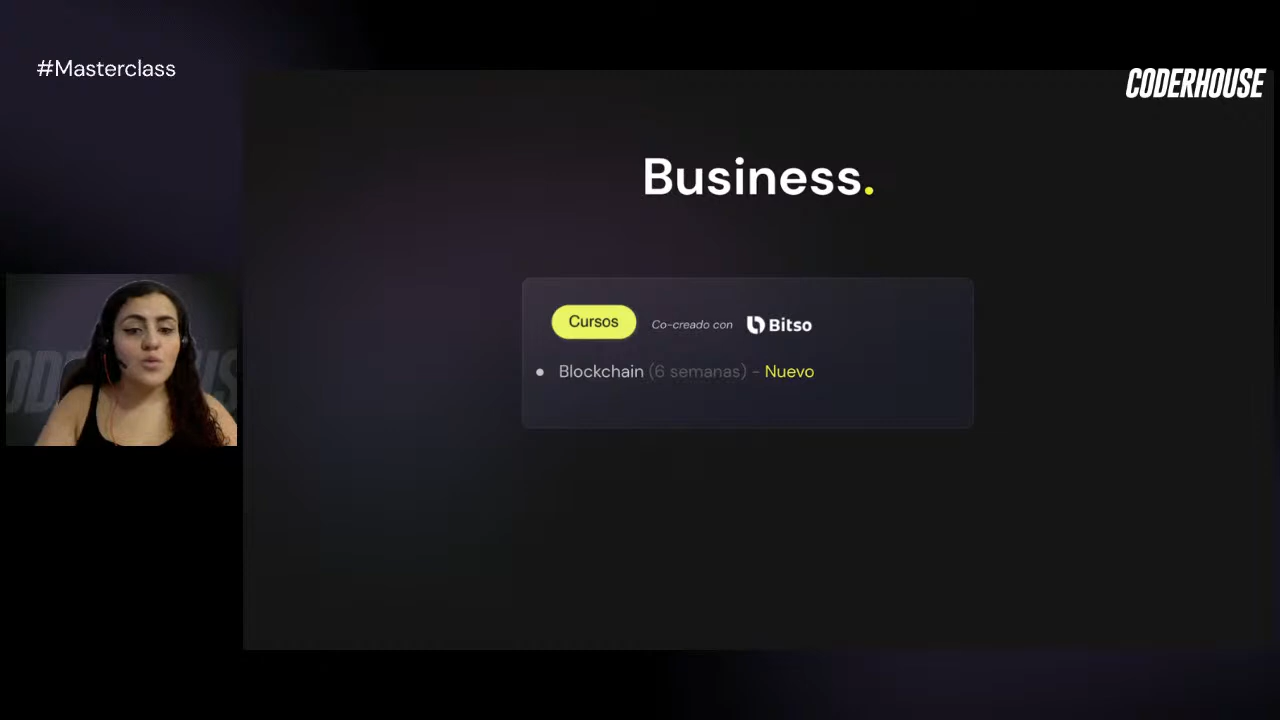 #Masterclass
CODERHOUSE
Business.
Cursos Co-creado con Bitso
• Blockchain (6 semanas) - Nuevo